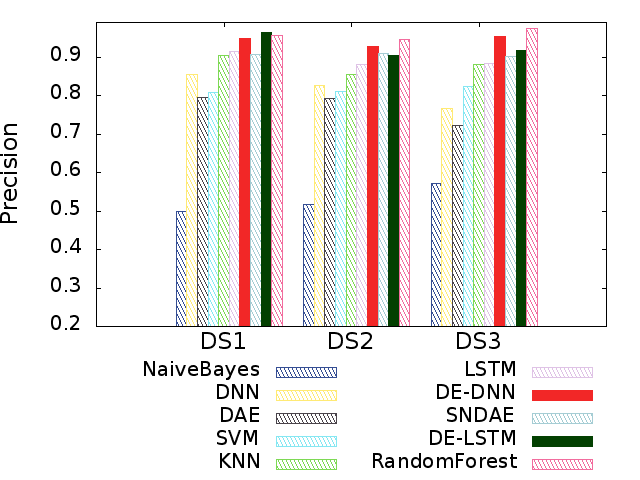 Precision
0.9
0.8
0.7
0.6
0.5
0.4
0.3
0.2
DS1 DS2 DS3
NaiveBayes LSTM
DNN DE-DNN
DAE SNDAE
SVM DE-LSTM
KNN RandomForest